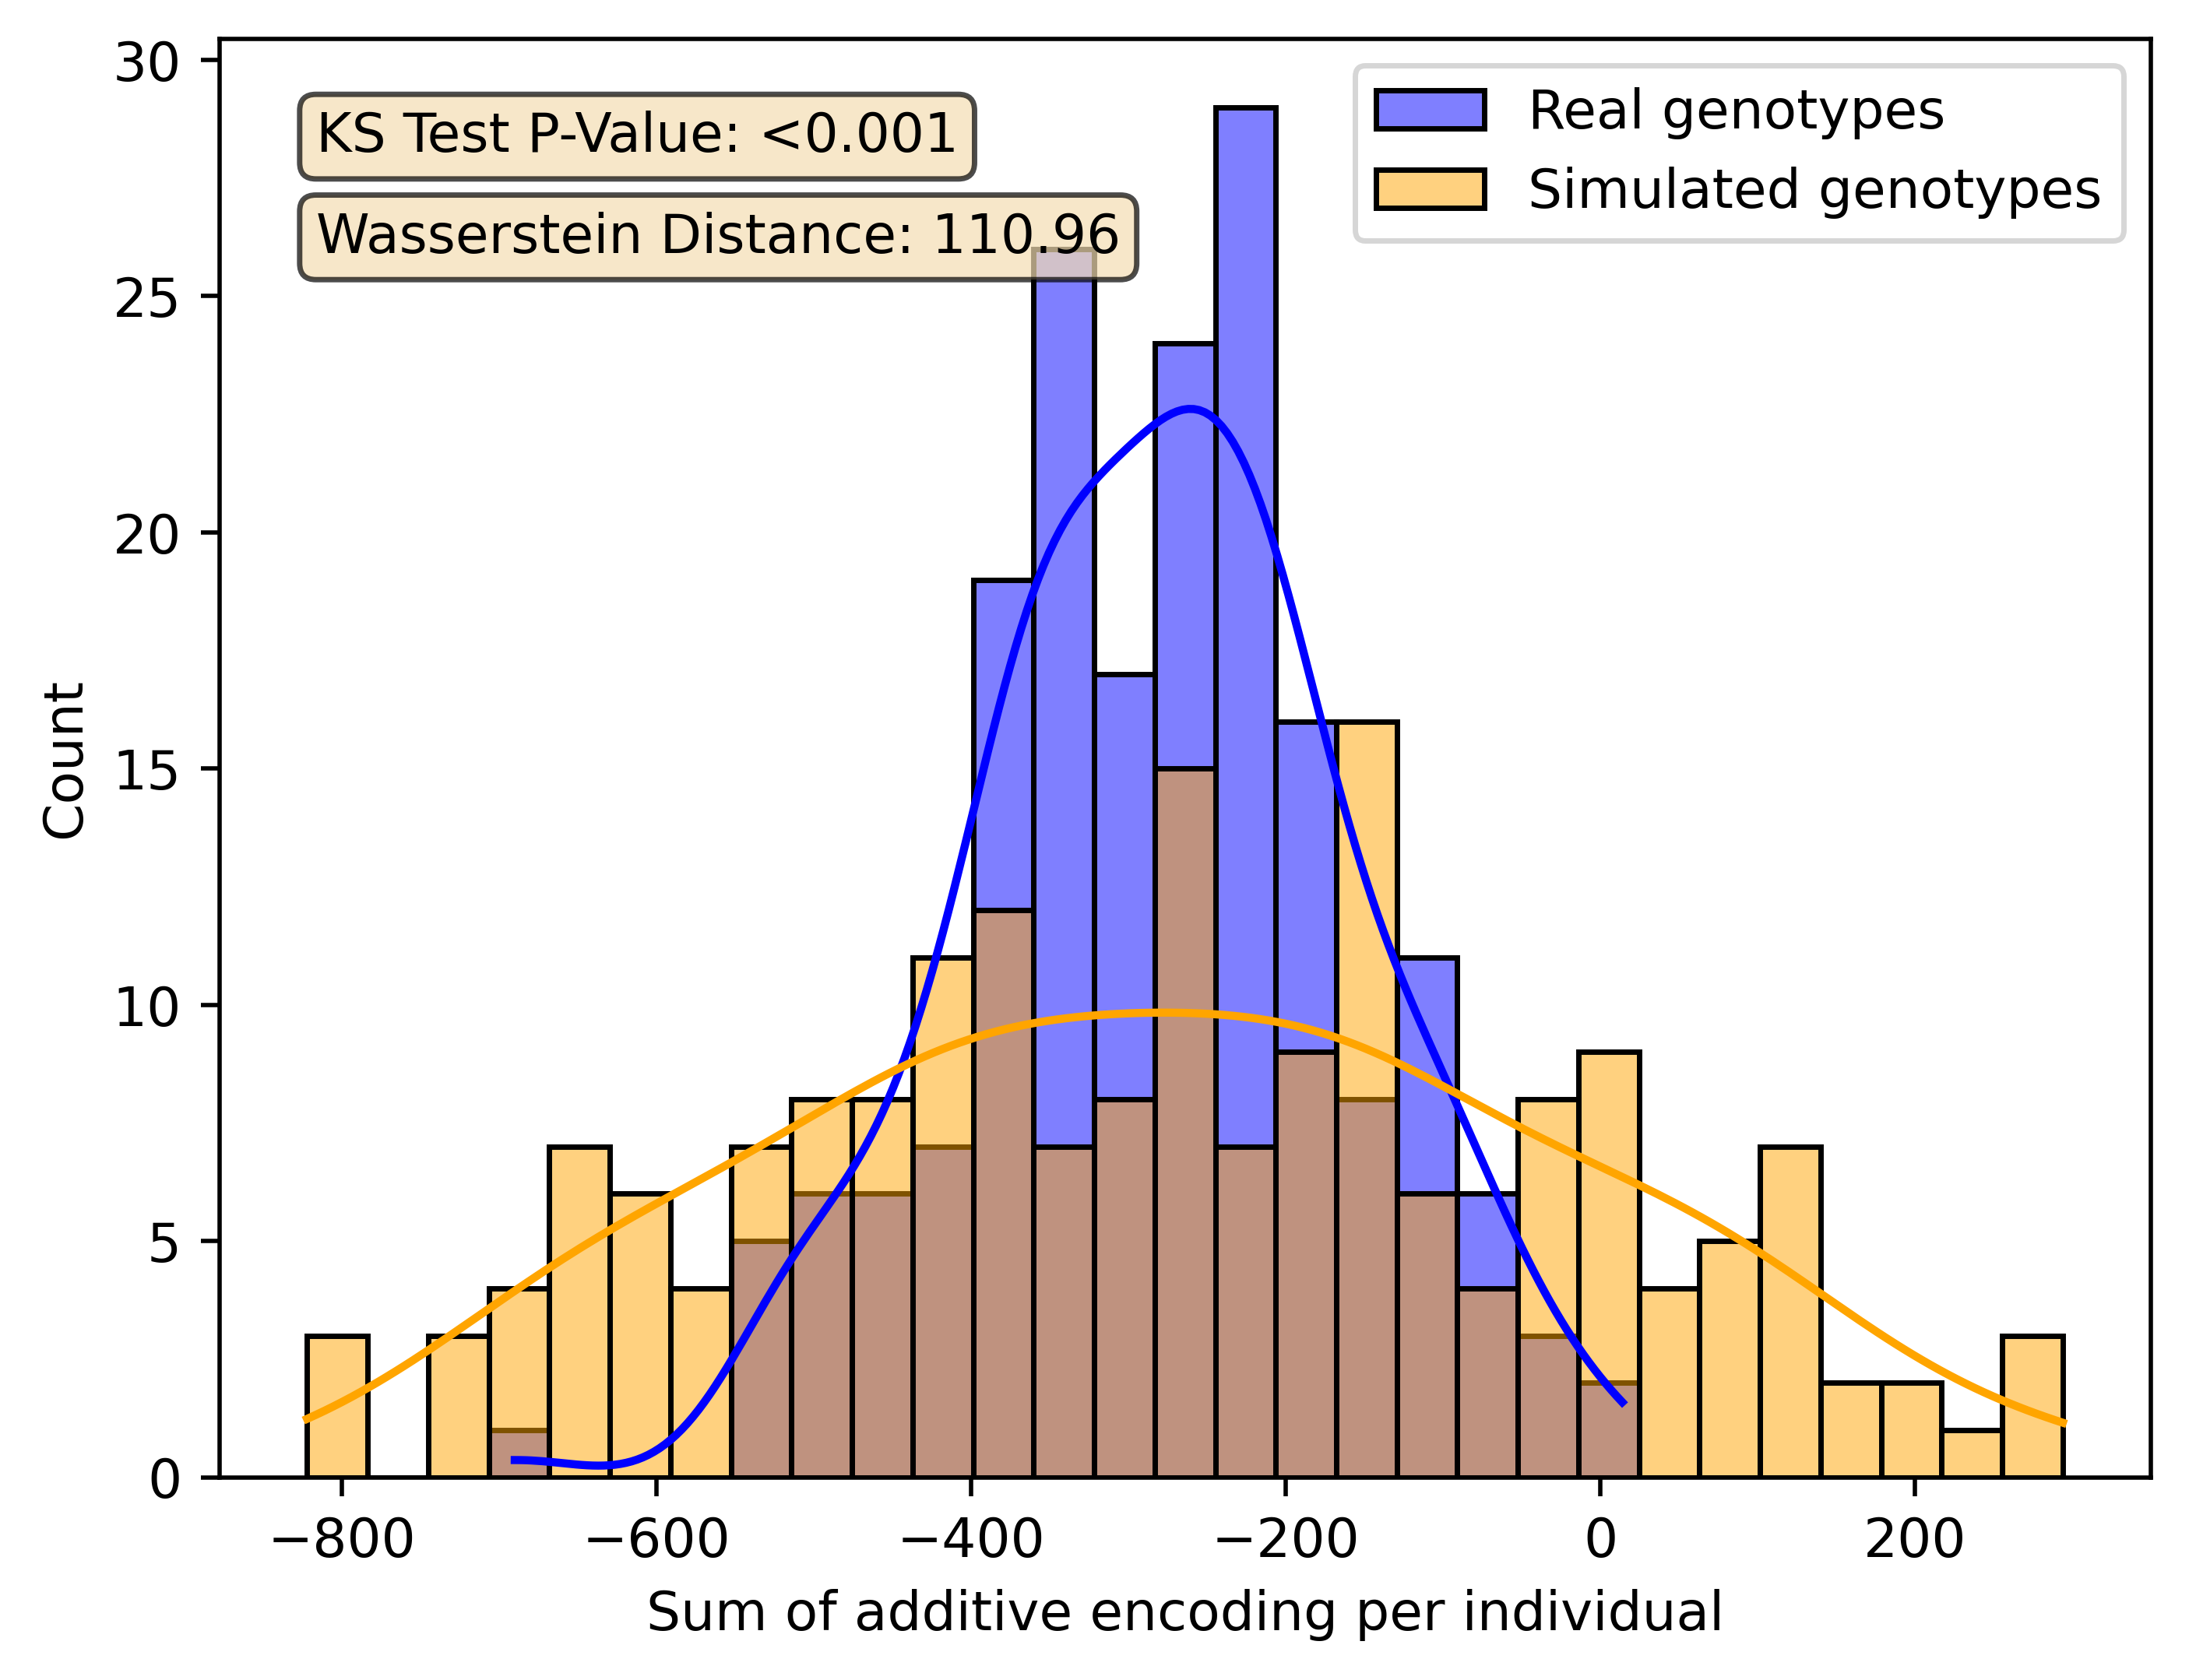 KS Test P-Value: <0.001
Wasserstein Distance: 110.96
Real genotypes
Simulated genotypes
30
25
20
15
10
5
0
Count
−800
−600
−400
−200
0
200
Sum of additive encoding per individual